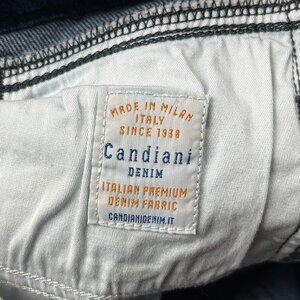 MADE IN MILAN
ITALY
SINCE 1938
Candiani
DENIM
ITALIAN PREMIUM
DENIM FABRIC
CANDIANIDENIM.IT